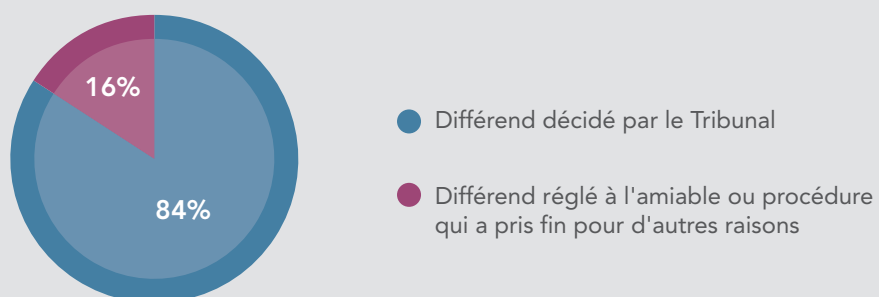 16%
84%
Différend décidé par le Tribunal
Différend réglé à l'amiable ou procédure
qui a pris fin pour d'autres raisons